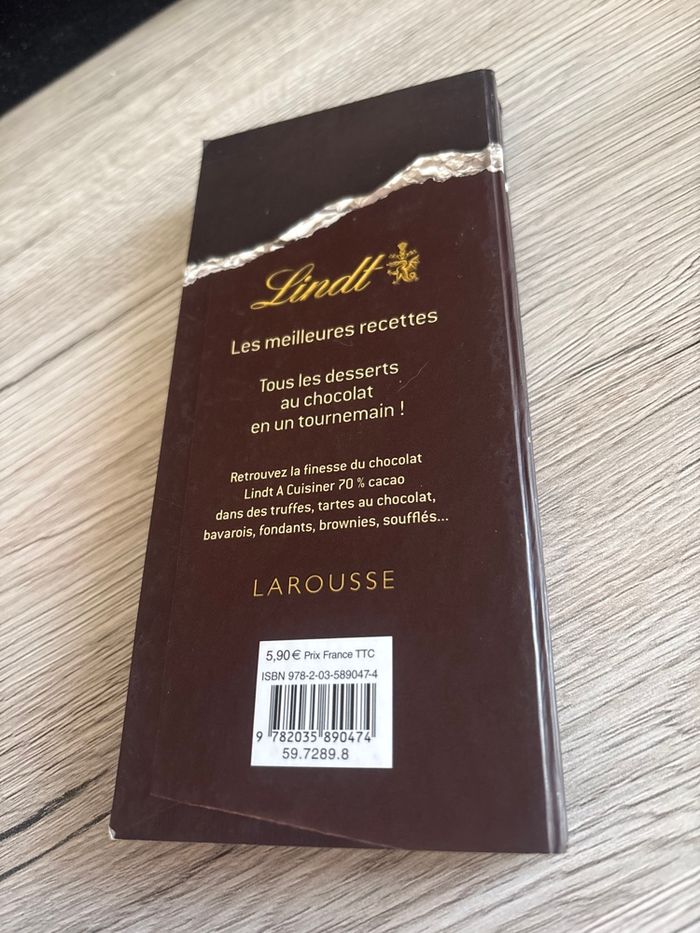 Lindt
Les meilleures recettes
Tous les desserts
au chocolat
en un tournemain !
Retrouvez la finesse du chocolat
Lindt A Cuisiner 70 % cacao
dans des truffes, tartes au chocolat,
bavarois, fondants, brownies, soufflés...
LAROUSSE
5,90 € Prix France TTC
ISBN 978-2-03-589047-4
9 782035 890474
59.7289.8